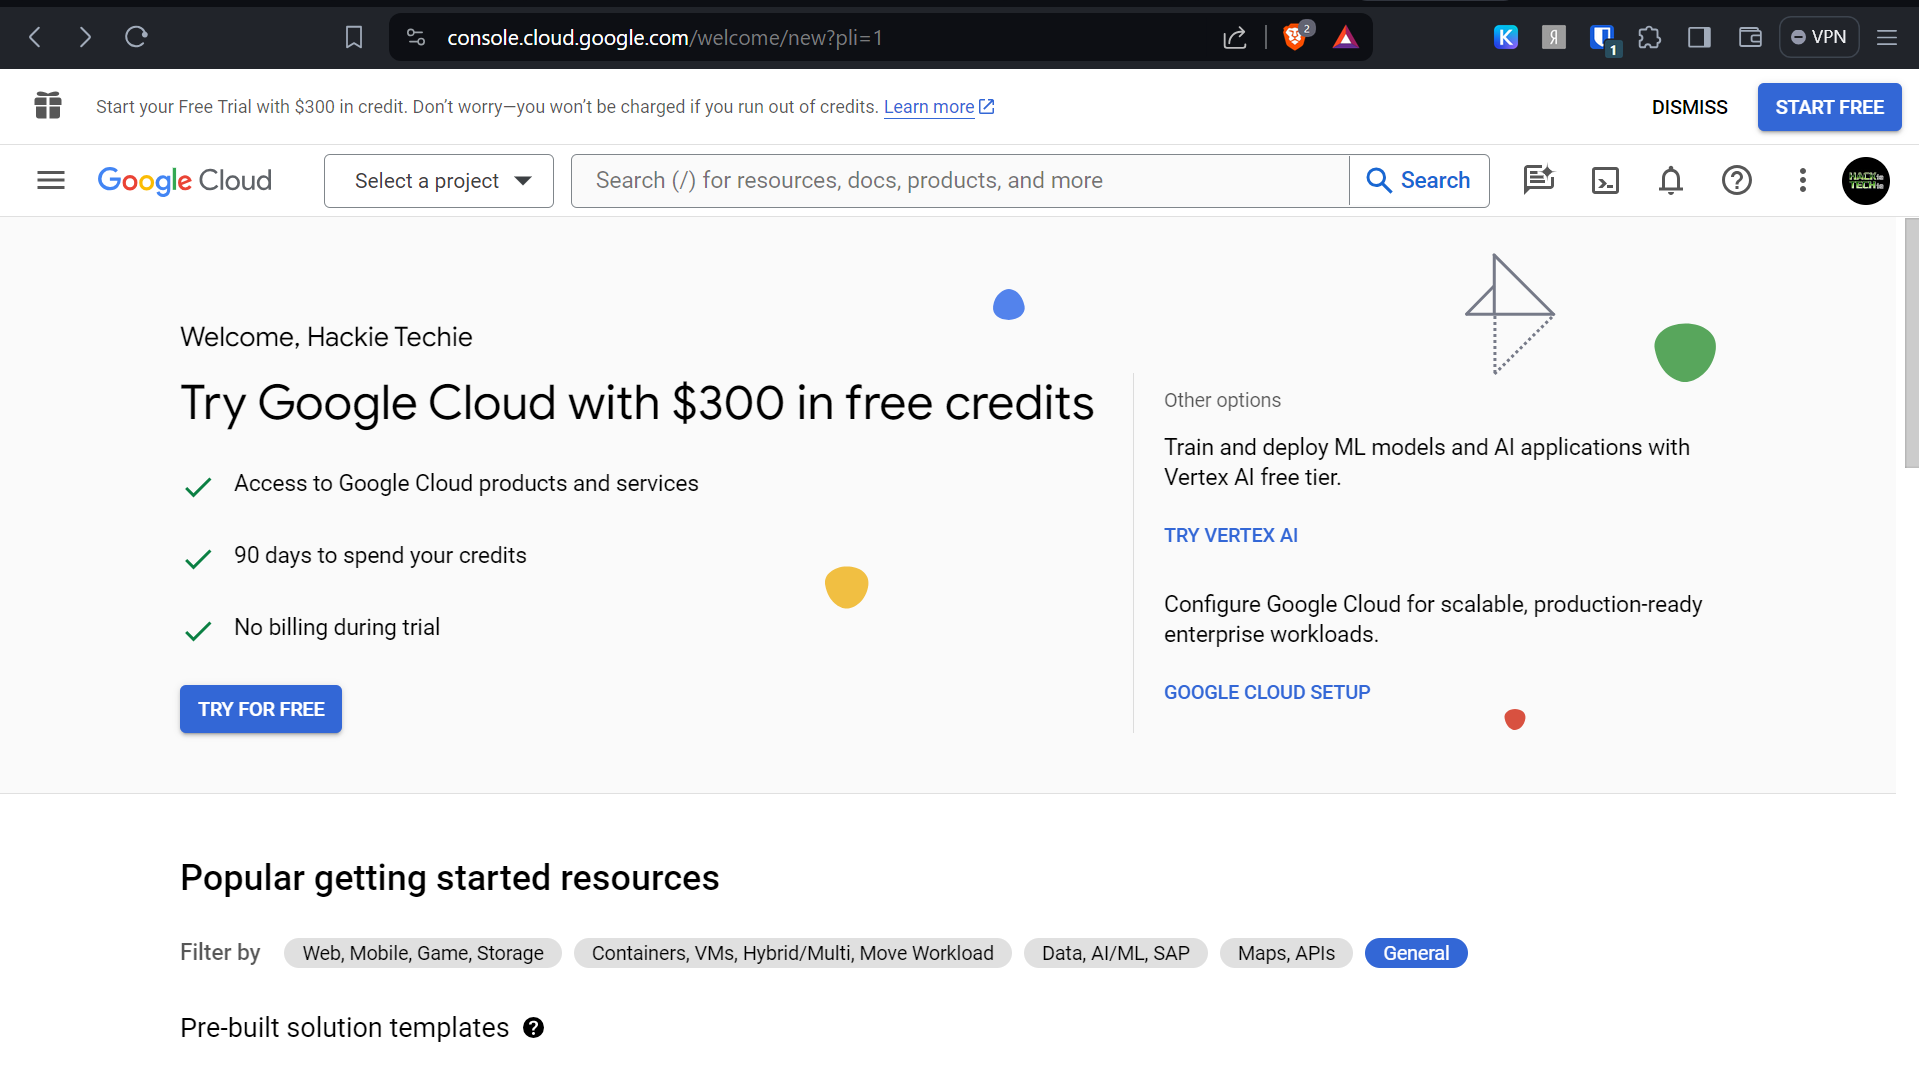 console.cloud.google.com/welcome/new?pli=1
2
K
Я
1
VPN
Start your Free Trial with $300 in credit. Don’t worry—you won’t be charged if you run out of credits. Learn more
DISMISS
START FREE
Google Cloud
Select a project
Search (/) for resources, docs, products, and more
Search
HACKie
TECHie
Welcome, Hackie Techie
Try Google Cloud with $300 in free credits
Access to Google Cloud products and services
90 days to spend your credits
No billing during trial
TRY FOR FREE
Other options
Train and deploy ML models and AI applications with
Vertex AI free tier.
TRY VERTEX AI
Configure Google Cloud for scalable, production-ready
enterprise workloads.
GOOGLE CLOUD SETUP
Popular getting started resources
Filter by
Web, Mobile, Game, Storage
Containers, VMs, Hybrid/Multi, Move Workload
Data, AI/ML, SAP
Maps, APIs
General
Pre-built solution templates